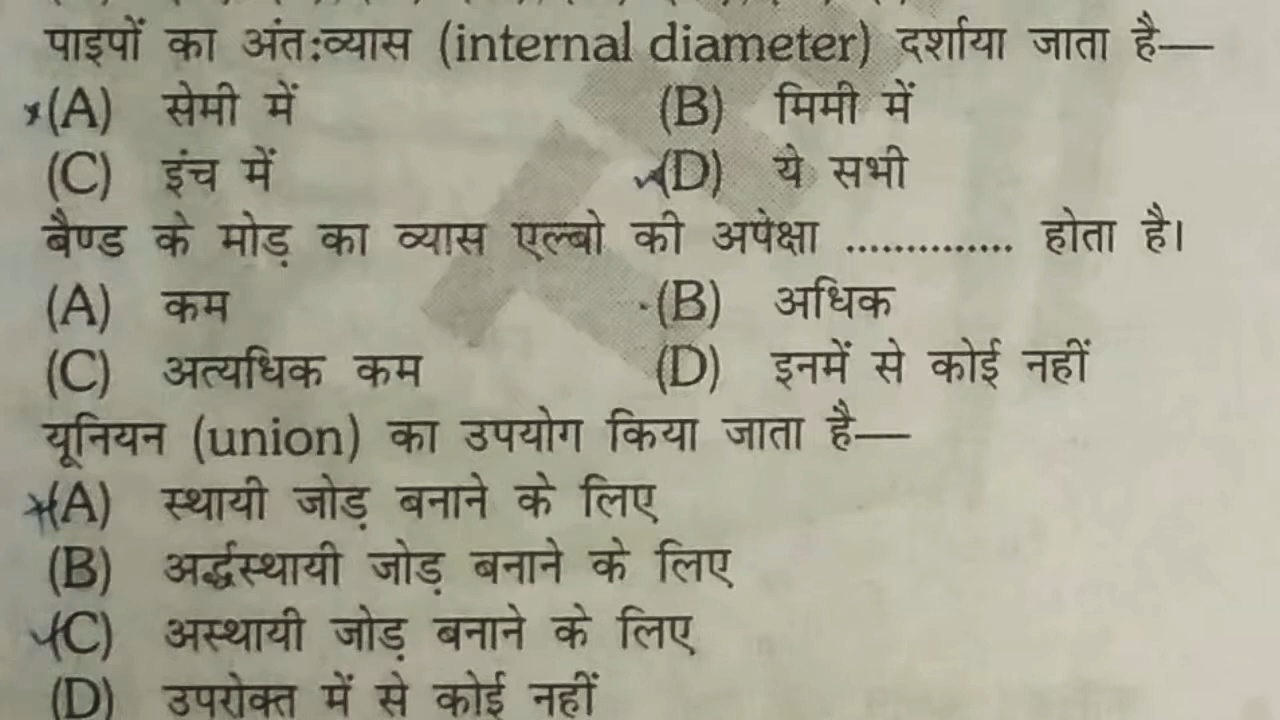 पाइपों का अंत:व्यास (internal diameter) दर्शाया जाता है—
(A) सेमी में (B) मिमी में
(C) इंच में (D) ये सभी
बैण्ड के मोड़ का व्यास एल्बो की अपेक्षा .............. होता है।
(A) कम (B) अधिक
(C) अत्यधिक कम (D) इनमें से कोई नहीं
यूनियन (union) का उपयोग किया जाता है—
(A) स्थायी जोड़ बनाने के लिए
(B) अर्द्धस्थायी जोड़ बनाने के लिए
(C) अस्थायी जोड़ बनाने के लिए
(D) उपरोक्त में से कोई नहीं